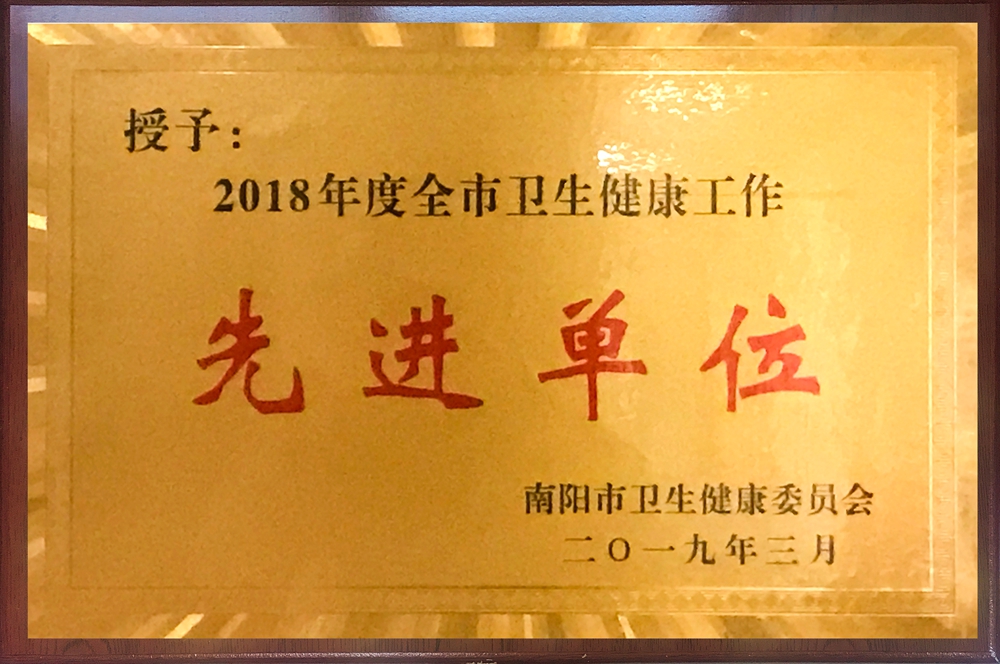 授予：
2018年度全市卫生健康工作
先进单位
南阳市卫生健康委员会
二〇一九年三月